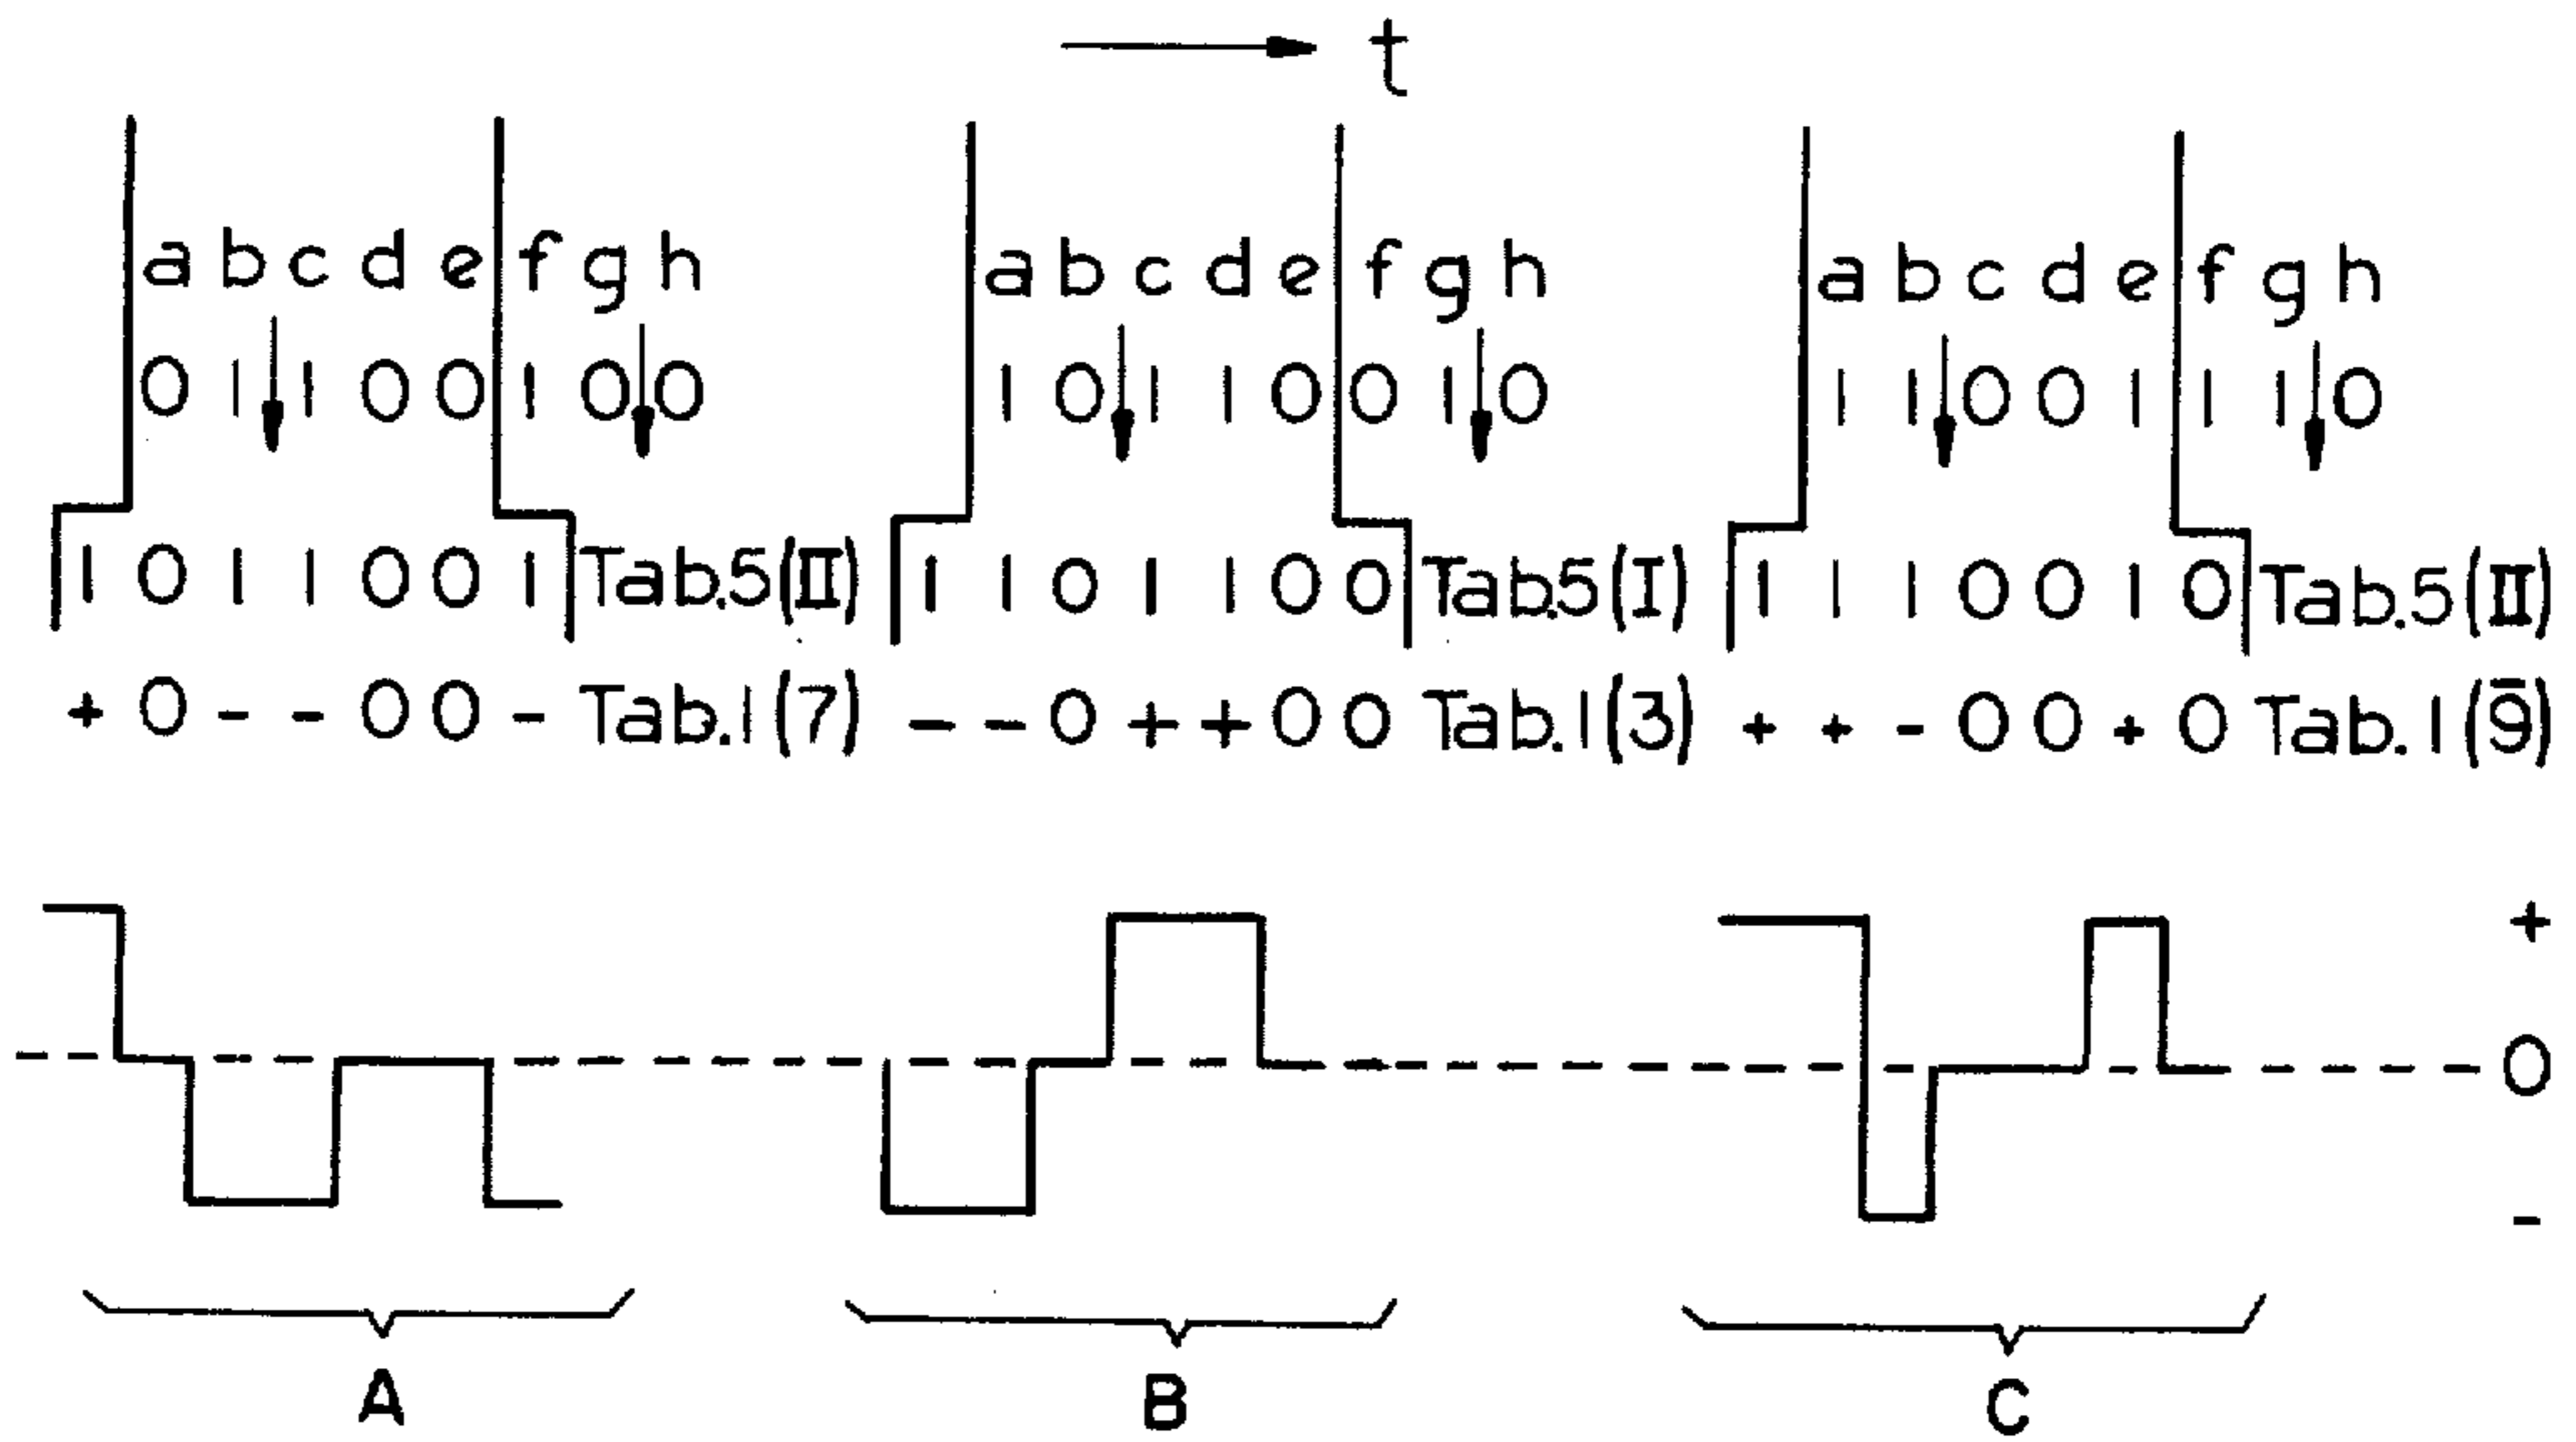 t
a b c d e f g h a b c d e f g h a b c d e f g h
0 1 1 0 0 1 0 0 1 0 1 1 0 0 1 0 1 1 0 0 1 1 1 0
1 0 1 1 0 0 1 Tab.5(II) 1 1 0 1 1 0 0 Tab.5(I) 1 1 1 0 0 1 0 Tab.5(II)
+ 0 - - 0 0 - Tab.1(7) - - 0 + + 0 0 Tab.1(3) + + - 0 0 + 0 Tab.1(9̄)
+
0
-
A B C